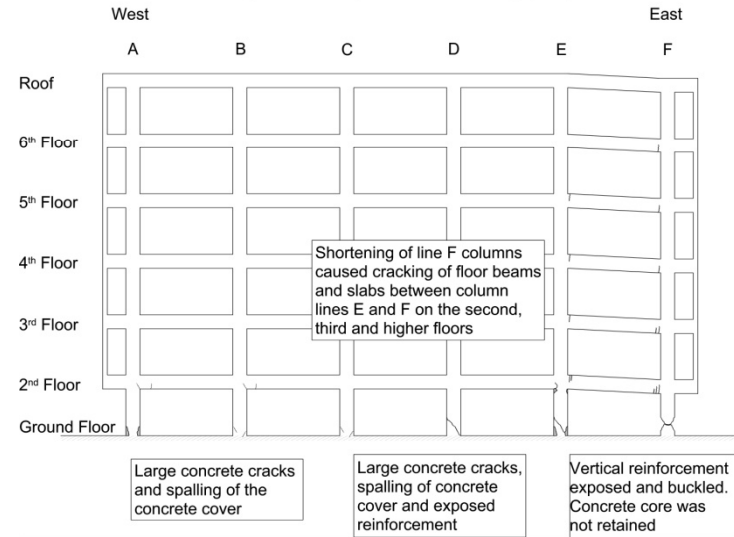 West East
A B C D E F
Roof
6th Floor
5th Floor
4th Floor
3rd Floor
2nd Floor
Ground Floor
Shortening of line F columns
caused cracking of floor beams
and slabs between column
lines E and F on the second,
third and higher floors
Large concrete cracks
and spalling of the
concrete cover
Large concrete cracks,
spalling of concrete
cover and exposed
reinforcement
Vertical reinforcement
exposed and buckled.
Concrete core was
not retained